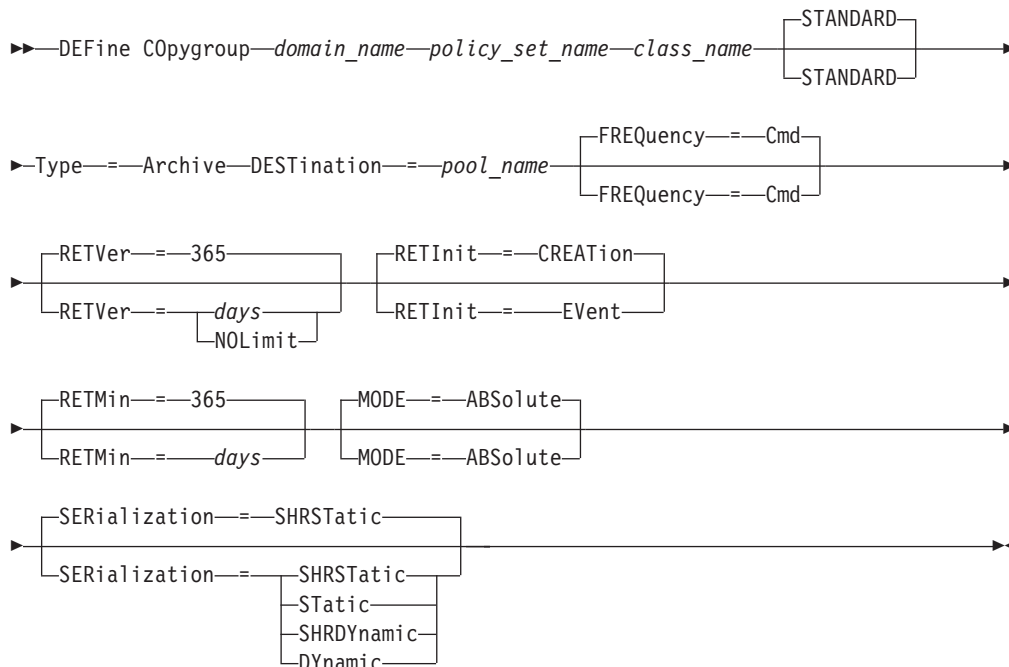 STANDARD
DEFine COpygroup domain_name policy_set_name class_name
STANDARD
FREQuency = Cmd
Type = Archive DESTination = pool_name
FREQuency = Cmd
RETVer = 365 RETInit = CREATion
RETVer = days RETInit = EVent
NOLimit
RETMin = 365 MODE = ABSolute
RETMin = days MODE = ABSolute
SERialization = SHRSTatic
SERialization = SHRSTatic
STatic
SHRDYnamic
DYnamic